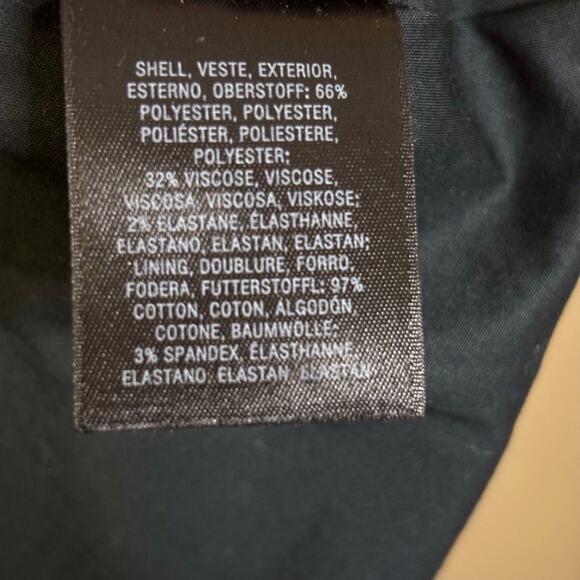 SHELL, VESTE, EXTERIOR,
ESTERNO, OBERSTOFF: 66%
POLYESTER, POLYESTER,
POLIÉSTER, POLIESTERE,
POLYESTER;
32% VISCOSE, VISCOSE,
VISCOSA, VISCOSA, VISKOSE;
2% ELASTANE, ÉLASTHANNE,
ELASTANO, ELASTAN, ELASTAN;
LINING, DOUBLURE, FORRO,
FODERA, FUTTERSTOFFL: 97%
COTTON, COTON, ALGODÓN,
COTONE, BAUMWOLLE;
3% SPANDEX, ÉLASTHANNE,
ELASTANO, ELASTAN, ELASTAN